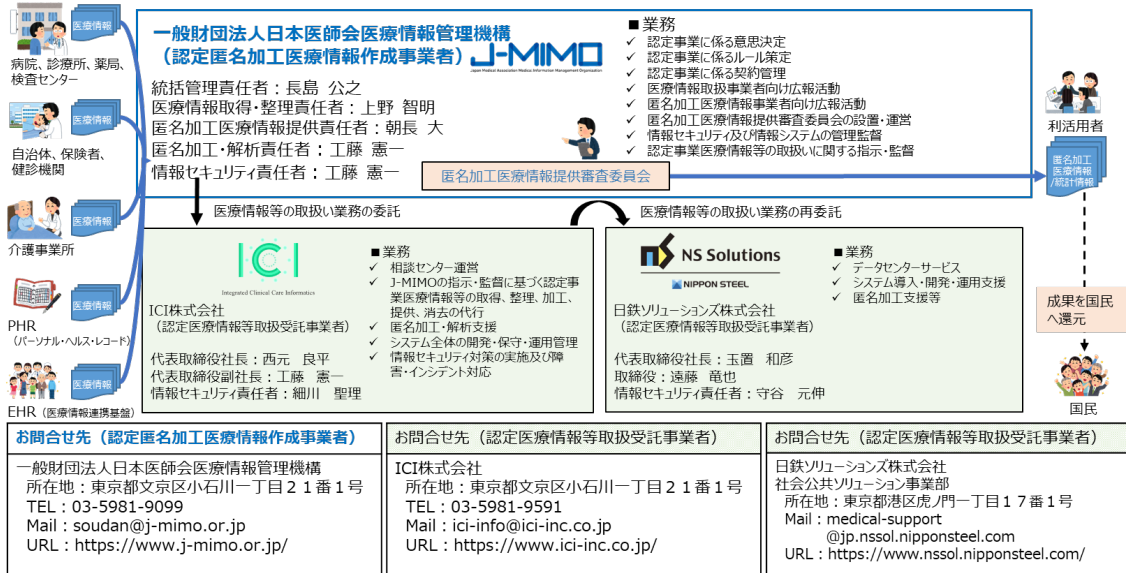 医療情報
病院、診療所、薬局、
検査センター
医療情報
自治体、保険者、
健診機関
医療情報
介護事業所
医療情報
PHR
（パーソナル・ヘルス・レコード）
医療情報
EHR（医療情報連携基盤）
一般財団法人日本医師会医療情報管理機構
（認定匿名加工医療情報作成事業者）
J-MIMO
Japan Medical Association Medical Information Management Organization
統括管理責任者：長島 公之
医療情報取得・整理責任者：上野 智明
匿名加工医療情報提供責任者：朝長 大
匿名加工・解析責任者：工藤 憲一
情報セキュリティ責任者：工藤 憲一
■業務
✓ 認定事業に係る意思決定
✓ 認定事業に係るルール策定
✓ 認定事業に係る契約管理
✓ 医療情報取扱事業者向け広報活動
✓ 匿名加工医療情報事業者向け広報活動
✓ 匿名加工医療情報提供審査委員会の設置・運営
✓ 情報セキュリティ及び情報システムの管理監督
✓ 認定事業医療情報等の取扱いに関する指示・監督
匿名加工医療情報提供審査委員会
利活用者
匿名加工
医療情報
/統計情報
成果を国民
へ還元
国民
医療情報等の取扱い業務の委託
医療情報等の取扱い業務の再委託
ICI
Integrated Clinical Care Informatics
ICI株式会社
（認定医療情報等取扱受託事業者）
代表取締役社長：西元 良平
代表取締役副社長：工藤 憲一
情報セキュリティ責任者：細川 聖理
■業務
✓ 相談センター運営
✓ J-MIMOの指示・監督に基づく認定事
業医療情報等の取得、整理、加工、
提供、消去の代行
✓ 匿名加工・解析支援
✓ システム全体の開発・保守・運用管理
✓ 情報セキュリティ対策の実施及び障
害・インシデント対応
NS Solutions
NIPPON STEEL
日鉄ソリューションズ株式会社
（認定医療情報等取扱受託事業者）
代表取締役社長：玉置 和彦
取締役：遠藤 竜也
情報セキュリティ責任者：守谷 元伸
■業務
✓ データセンターサービス
✓ システム導入・開発・運用支援
✓ 匿名加工支援等
お問合せ先（認定匿名加工医療情報作成事業者）
一般財団法人日本医師会医療情報管理機構
所在地：東京都文京区小石川一丁目２１番１号
TEL：03-5981-9099
Mail：soudan@j-mimo.or.jp
URL：https://www.j-mimo.or.jp/
お問合せ先（認定医療情報等取扱受託事業者）
ICI株式会社
所在地：東京都文京区小石川一丁目２１番１号
TEL：03-5981-9591
Mail：ici-info@ici-inc.co.jp
URL：https://www.ici-inc.co.jp/
お問合せ先（認定医療情報等取扱受託事業者）
日鉄ソリューションズ株式会社
社会公共ソリューション事業部
所在地：東京都港区虎ノ門一丁目１７番１号
Mail：medical-support
@jp.nssol.nipponsteel.com
URL：https://www.nssol.nipponsteel.com/